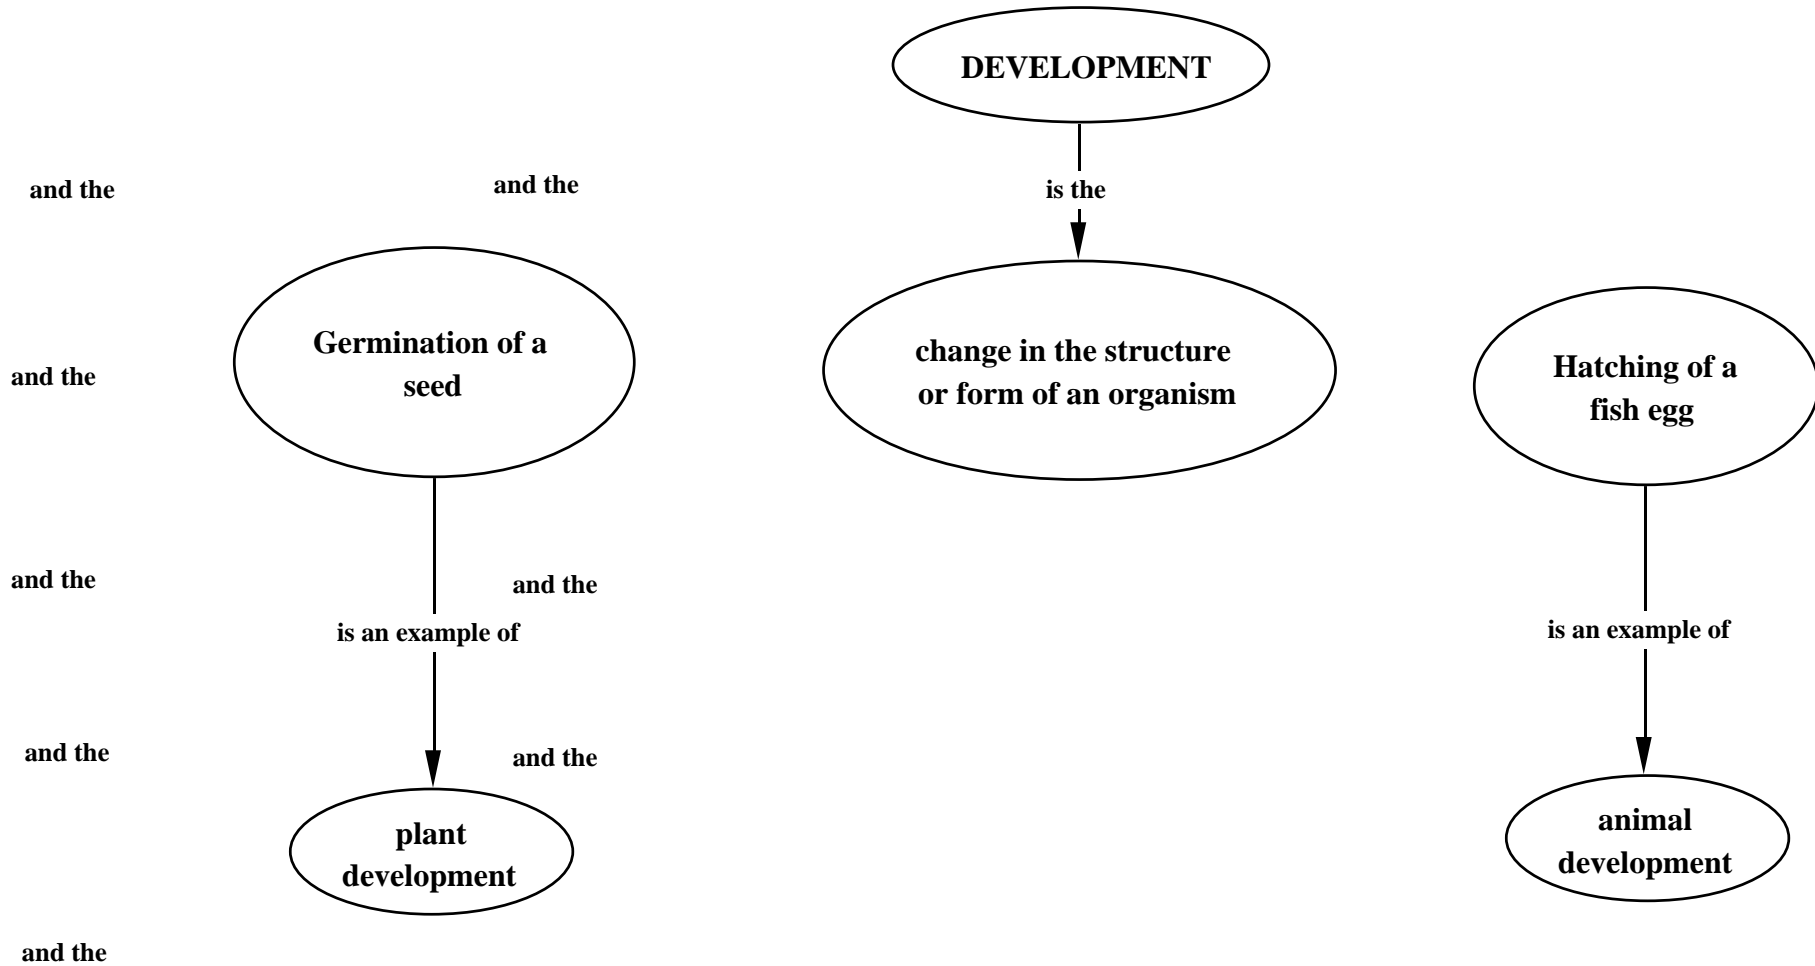 DEVELOPMENT
and the
and the
is the
Germination of a
seed
change in the structure
or form of an organism
Hatching of a
fish egg
and the
and the
and the
is an example of
is an example of
and the
and the
plant
development
animal
development
and the